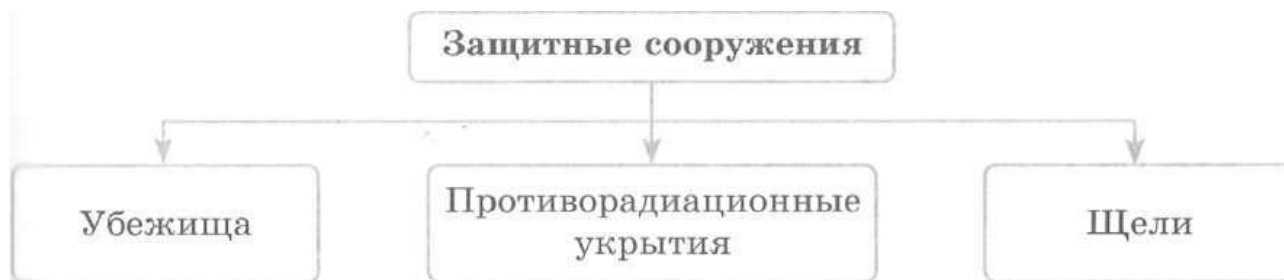 Защитные сооружения
Убежища
Противорадиационные
укрытия
Щели